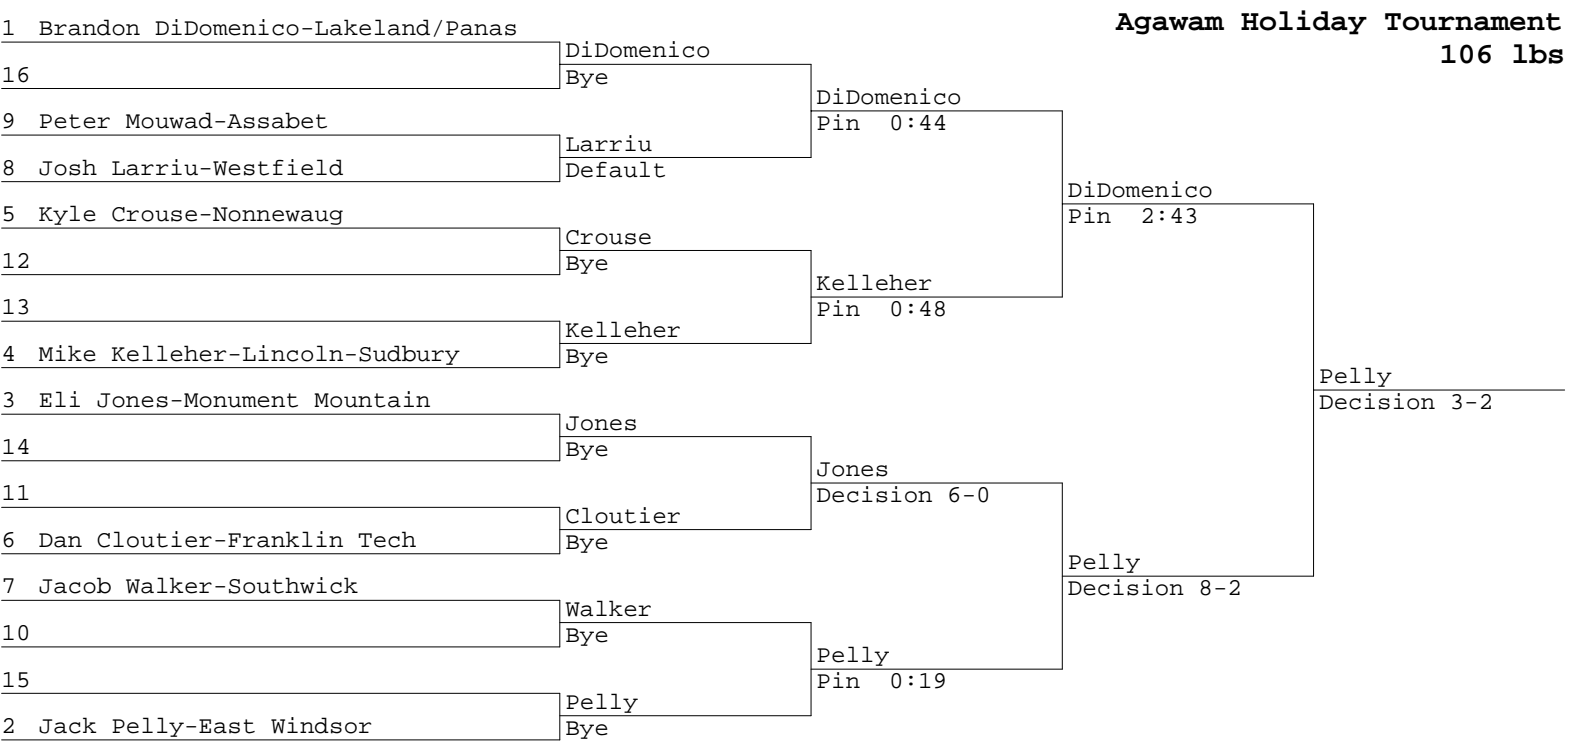 Agawam Holiday Tournament
106 lbs
1 Brandon DiDomenico-Lakeland/Panas
16
9 Peter Mouwad-Assabet
8 Josh Larriu-Westfield
5 Kyle Crouse-Nonnewaug
12
13
4 Mike Kelleher-Lincoln-Sudbury
3 Eli Jones-Monument Mountain
14
11
6 Dan Cloutier-Franklin Tech
7 Jacob Walker-Southwick
10
15
2 Jack Pelly-East Windsor
DiDomenico
Bye
Larriu
Default
Crouse
Bye
Kelleher
Bye
Jones
Bye
Cloutier
Bye
Walker
Bye
Pelly
Bye
DiDomenico
Pin 0:44
Kelleher
Pin 0:48
Jones
Decision 6-0
Pelly
Pin 0:19
DiDomenico
Pin 2:43
Pelly
Decision 8-2
Pelly
Decision 3-2